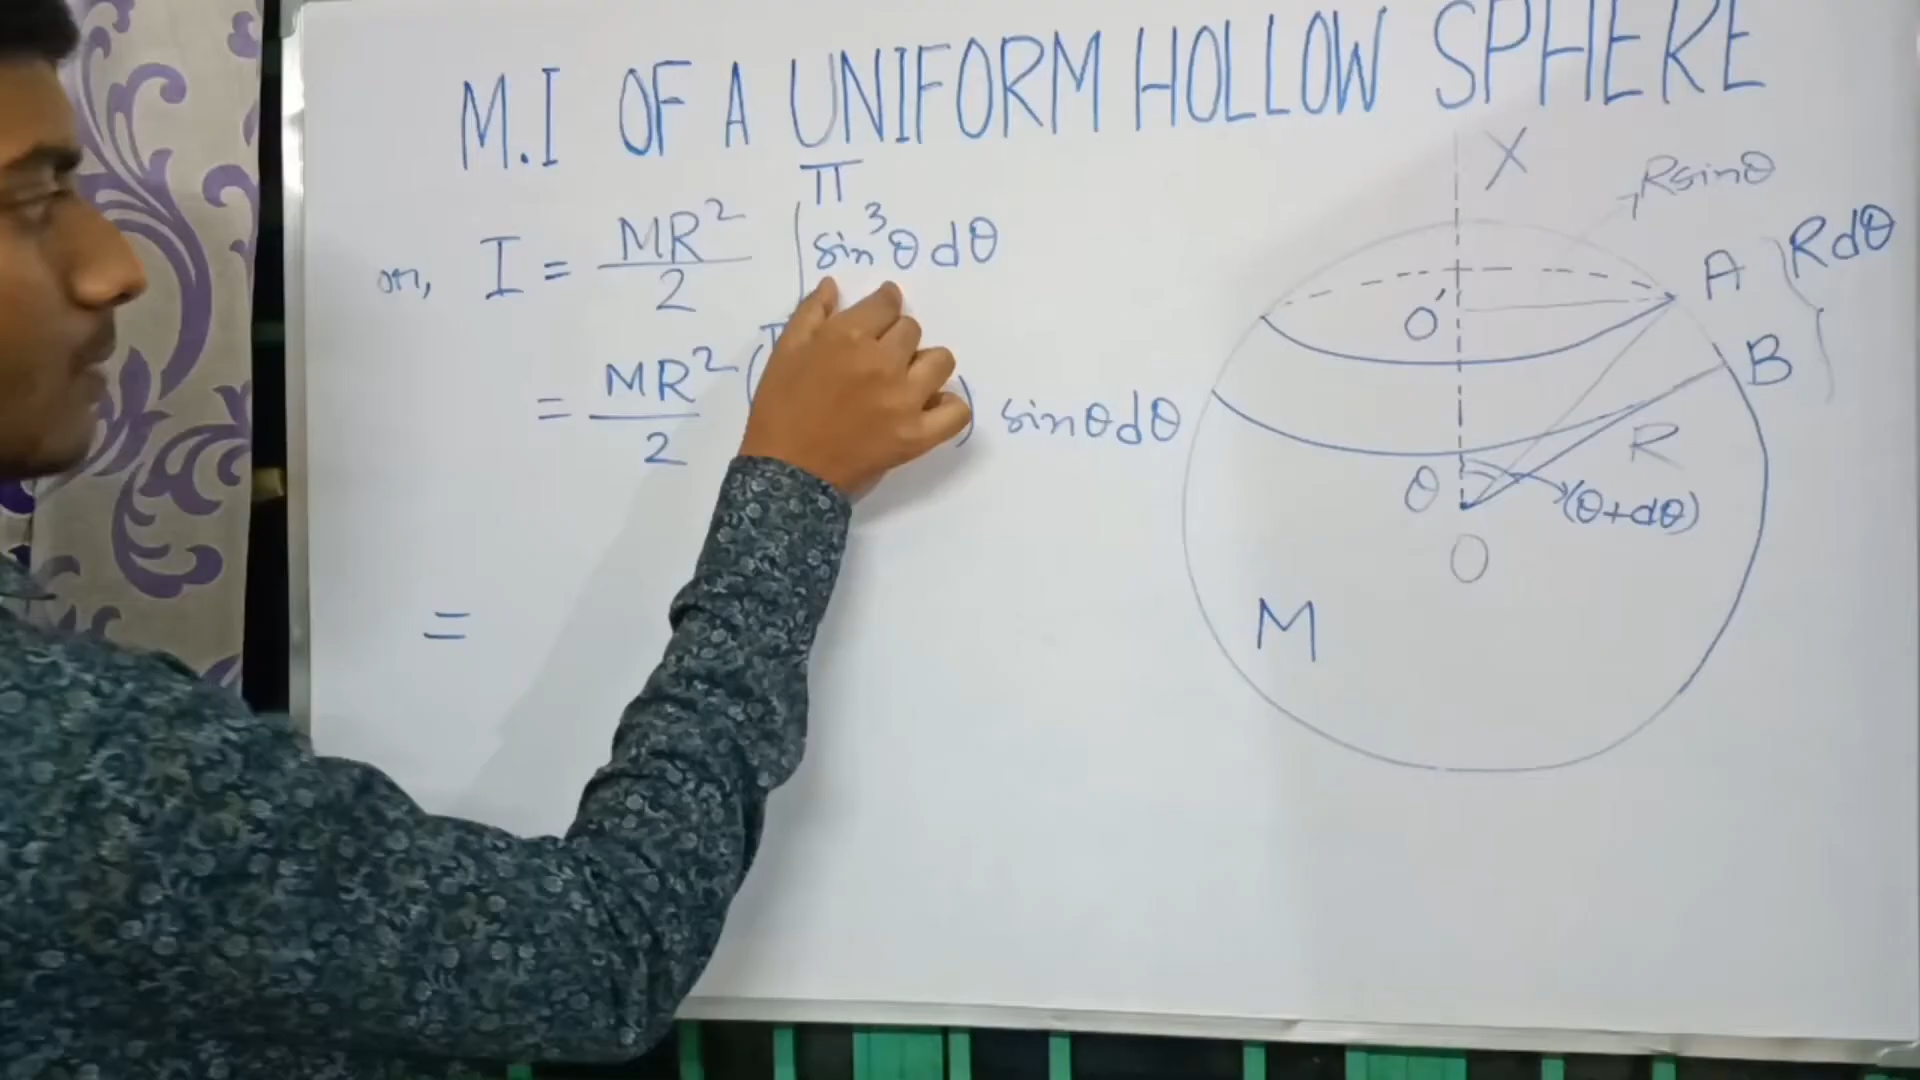 M.I OF A UNIFORM HOLLOW SPHERE
π
or, I = MR²/2 ∫ sin³θ dθ
= MR²/2 ( ) sinθdθ
=
X
Rsinθ
A
Rdθ
O'
B
R
θ
(θ+dθ)
O
M